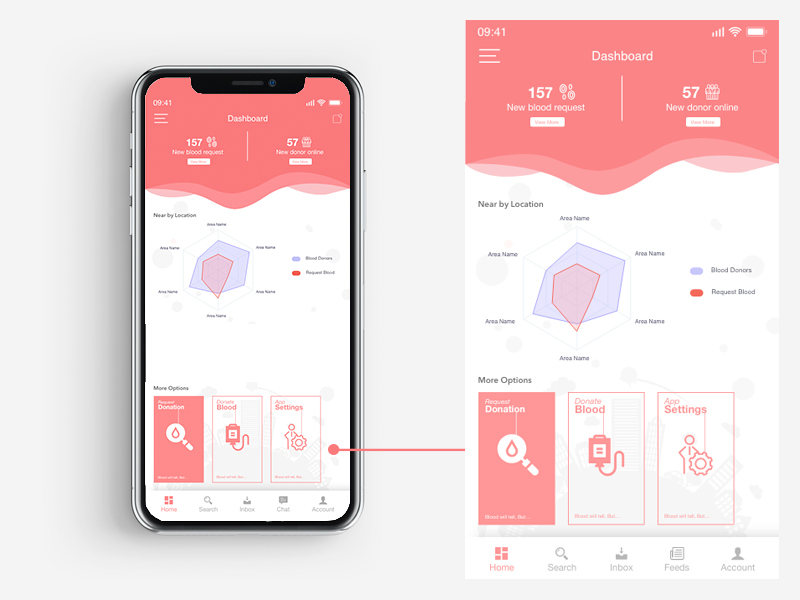 09:41
Dashboard
157
New blood request
View More
57
New donor online
View More
Near by Location
Area Name
Area Name
Area Name
Area Name
Area Name
Area Name
Blood Donors
Request Blood
More Options
Request
Donation
Blood will tell, But...
Donate
Blood
Blood will tell, But...
App
Settings
Blood will tell, But...
Home
Search
Inbox
Chat
Account
09:41
Dashboard
157
New blood request
View More
57
New donor online
View More
Near by Location
Area Name
Area Name
Area Name
Area Name
Area Name
Area Name
Blood Donors
Request Blood
More Options
Request
Donation
Blood will tell, But...
Donate
Blood
Blood will tell, But...
App
Settings
Blood will tell, But...
Home
Search
Inbox
Feeds
Account